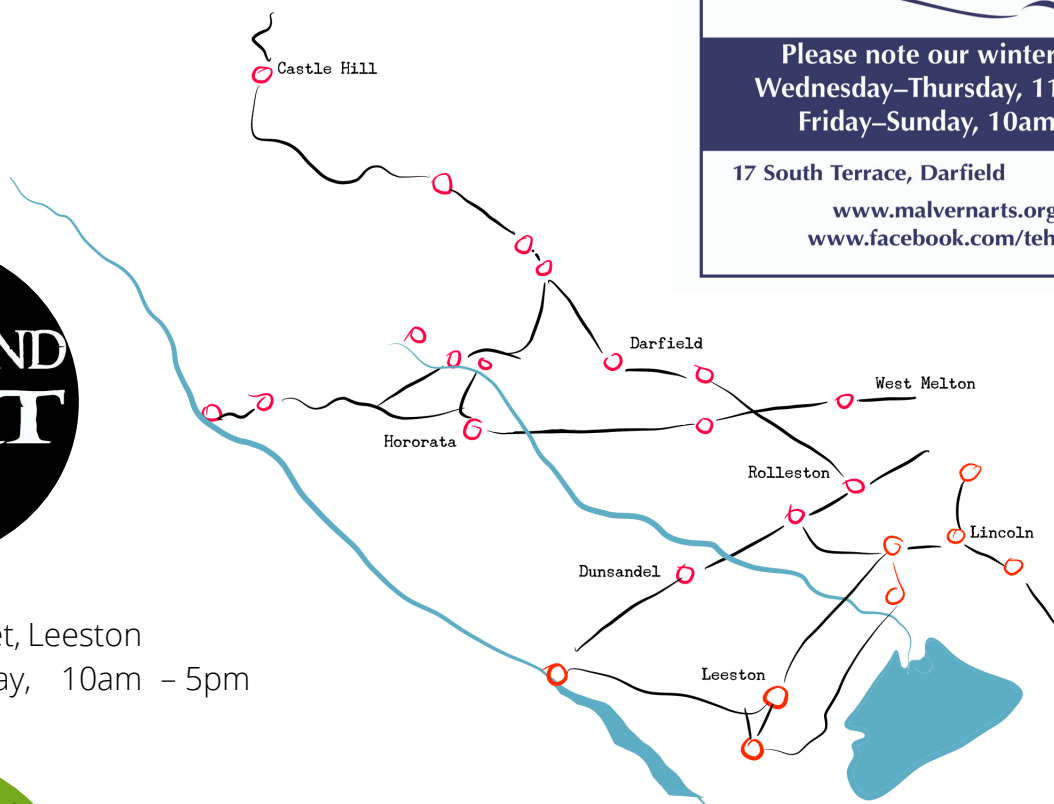 Please note our winter
Wednesday–Thursday, 11
Friday–Sunday, 10am
17 South Terrace, Darfield
www.malvernarts.org
www.facebook.com/teh
Castle Hill
Darfield
West Melton
Hororata
Rolleston
Lincoln
Dunsandel
Leeston
ND
T
et, Leeston
ay, 10am – 5pm